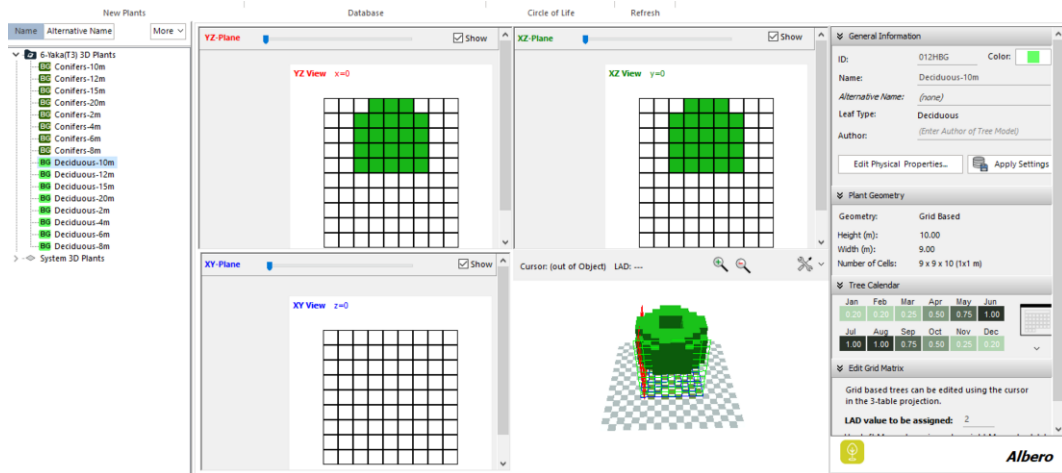 New Plants
Database
Circle of Life
Refresh
Name
Alternative Name
More
6-Yaka(T3) 3D Plants
BG Conifers-10m
BG Conifers-12m
BG Conifers-15m
BG Conifers-20m
BG Conifers-2m
BG Conifers-4m
BG Conifers-6m
BG Conifers-8m
BG Deciduous-10m
BG Deciduous-12m
BG Deciduous-15m
BG Deciduous-20m
BG Deciduous-2m
BG Deciduous-4m
BG Deciduous-6m
BG Deciduous-8m
System 3D Plants
YZ-Plane
Show
YZ View x=0
XZ-Plane
Show
XZ View y=0
XY-Plane
Show
XY View z=0
Cursor: (out of Object) LAD: ---
General Information
ID: 012HBG Color:
Name: Deciduous-10m
Alternative Name: (none)
Leaf Type: Deciduous
Author: (Enter Author of Tree Model)
Edit Physical Properties...
Apply Settings
Plant Geometry
Geometry: Grid Based
Height (m): 10.00
Width (m): 9.00
Number of Cells: 9 x 9 x 10 (1x1 m)
Tree Calendar
Jan Feb Mar Apr May Jun
0.20 0.20 0.25 0.50 0.75 1.00
Jul Aug Sep Oct Nov Dec
1.00 1.00 0.75 0.50 0.25 0.20
Edit Grid Matrix
Grid based trees can be edited using the cursor
in the 3-table projection.
LAD value to be assigned: 2
Albero